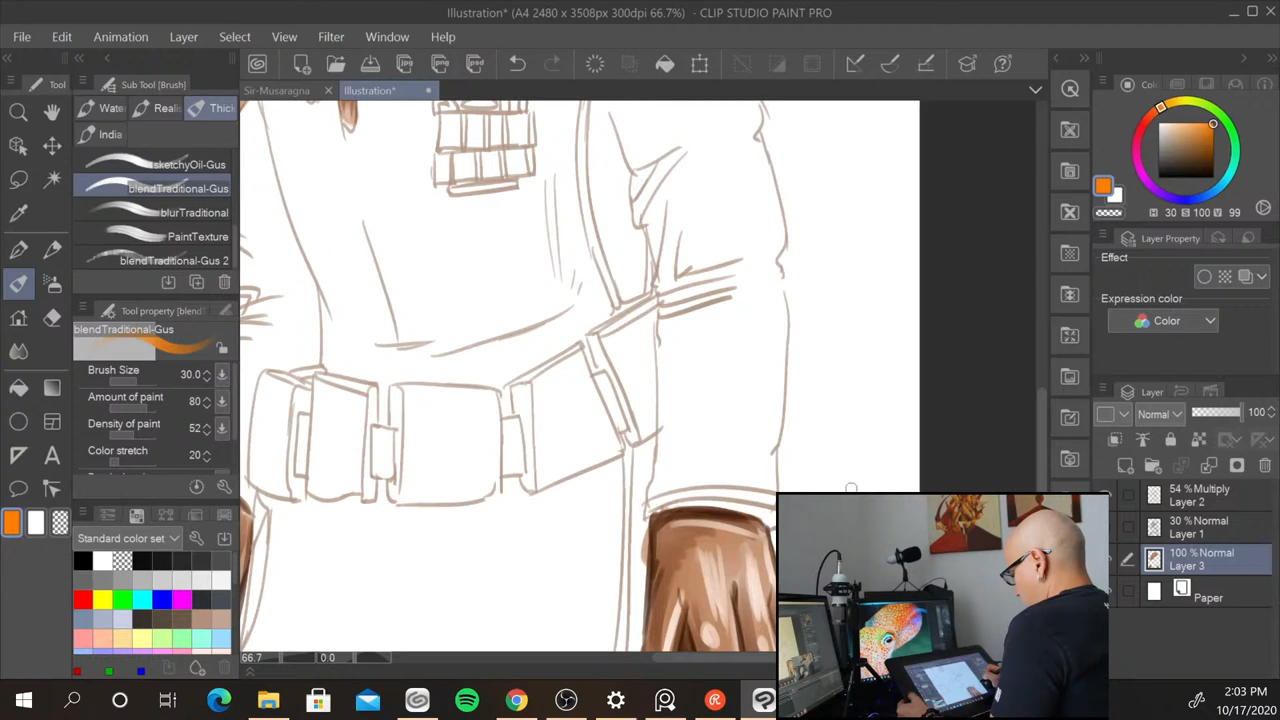 Illustration* (A4 2480 x 3508px 300dpi 66.7%) - CLIP STUDIO PAINT PRO
File Edit Animation Layer Select View Filter Window Help
Tool
Sub Tool [Brush]
Sir-Musaragna
Illustration*
Wate
Reali
Thick
India
sketchyOil-Gus
blendTraditional-Gus
blurTraditional
PaintTexture
blendTraditional-Gus 2
Tool property [blend
blendTraditional-Gus
Brush Size 30.0
Amount of paint 80
Density of paint 52
Color stretch 20
Standard color set
66.7 0.0
Col
H 30 S 100 V 99
Layer Property
Effect
Expression color
Color
Layer
Normal 100
54 % Multiply
Layer 2
30 % Normal
Layer 1
100 % Normal
Layer 3
Paper
2:03 PM
10/17/2020